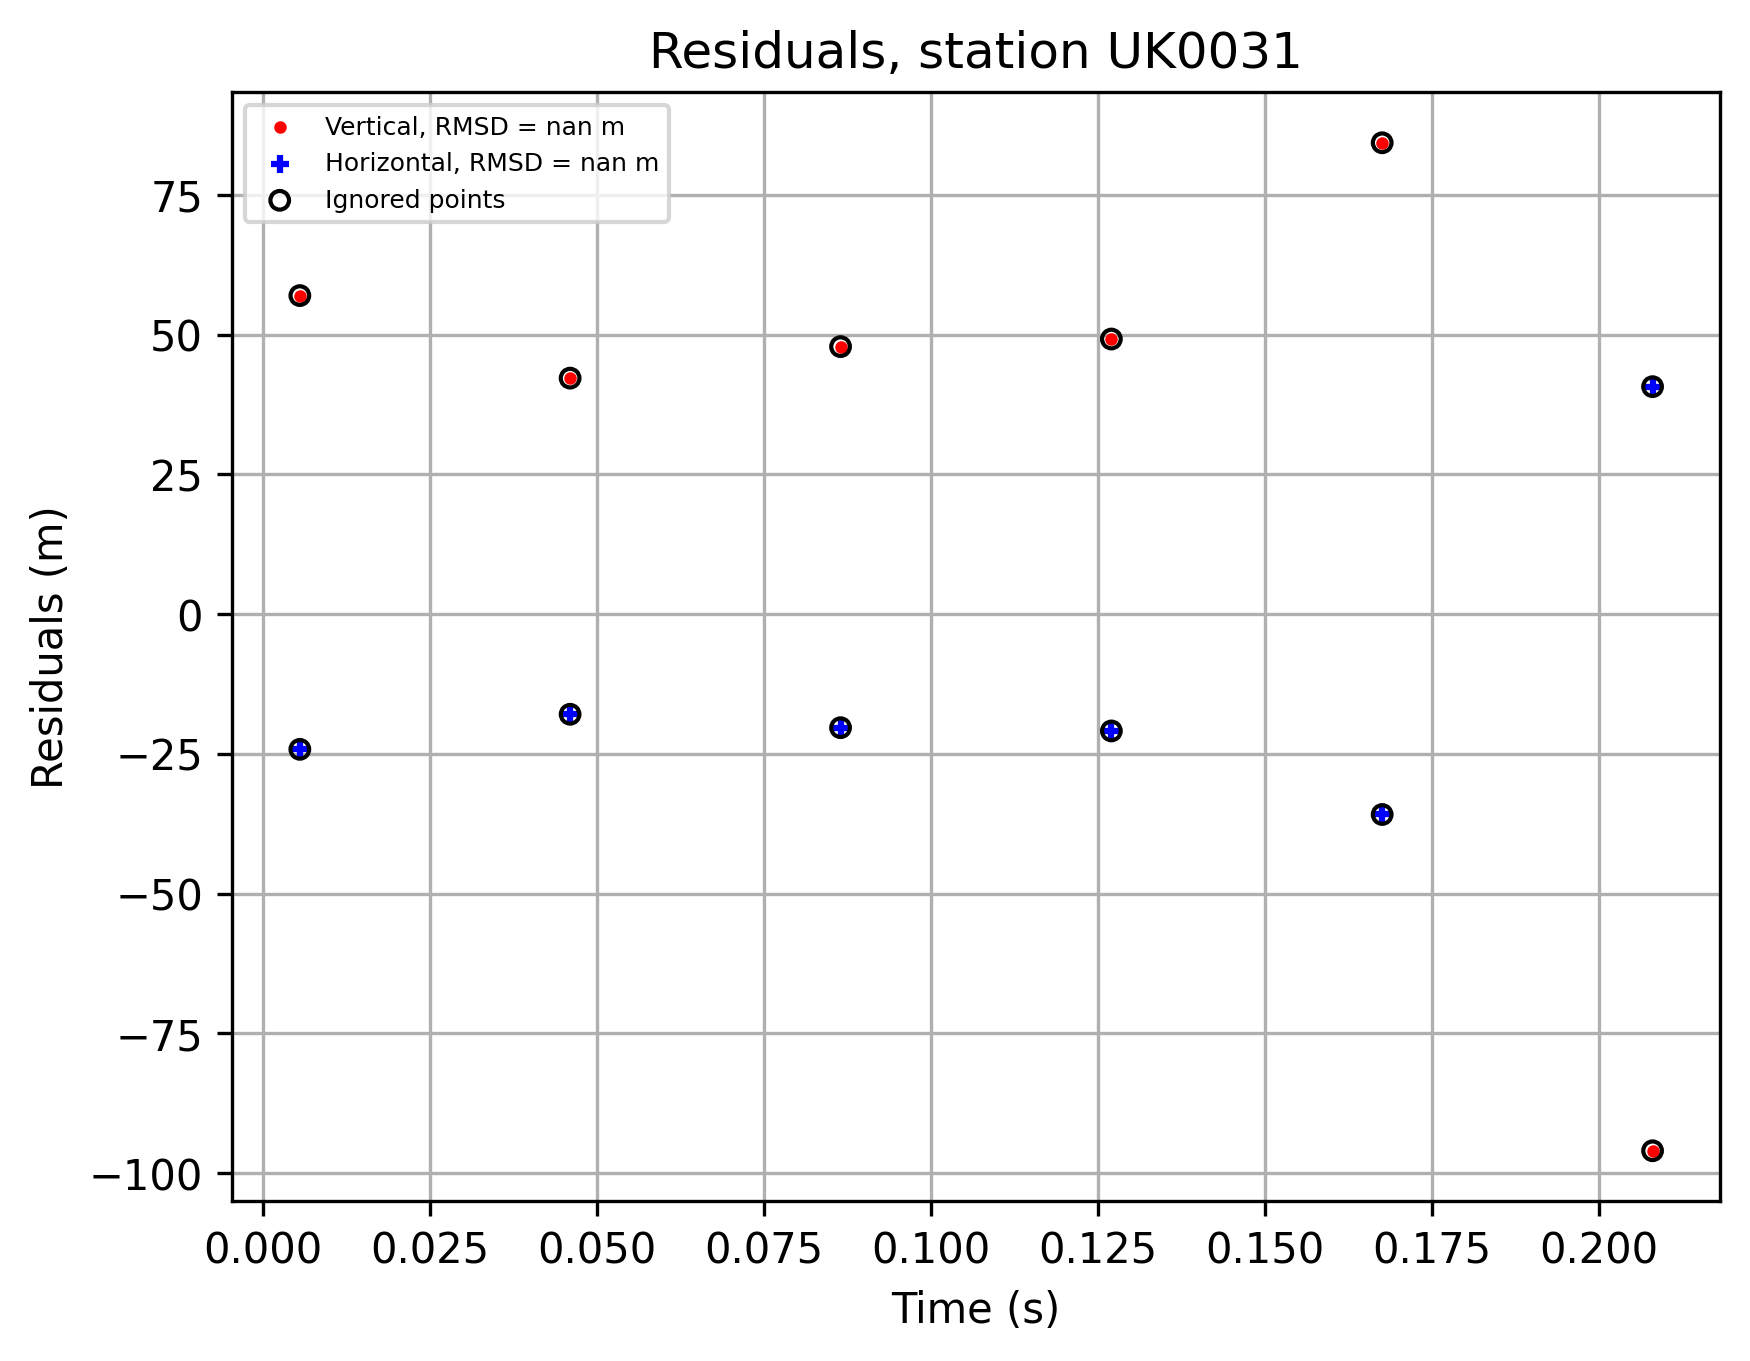 Residuals, station UK0031
Vertical, RMSD = nan m
Horizontal, RMSD = nan m
Ignored points
75
50
25
0
−25
−50
−75
−100
Residuals (m)
0.000 0.025 0.050 0.075 0.100 0.125 0.150 0.175 0.200
Time (s)